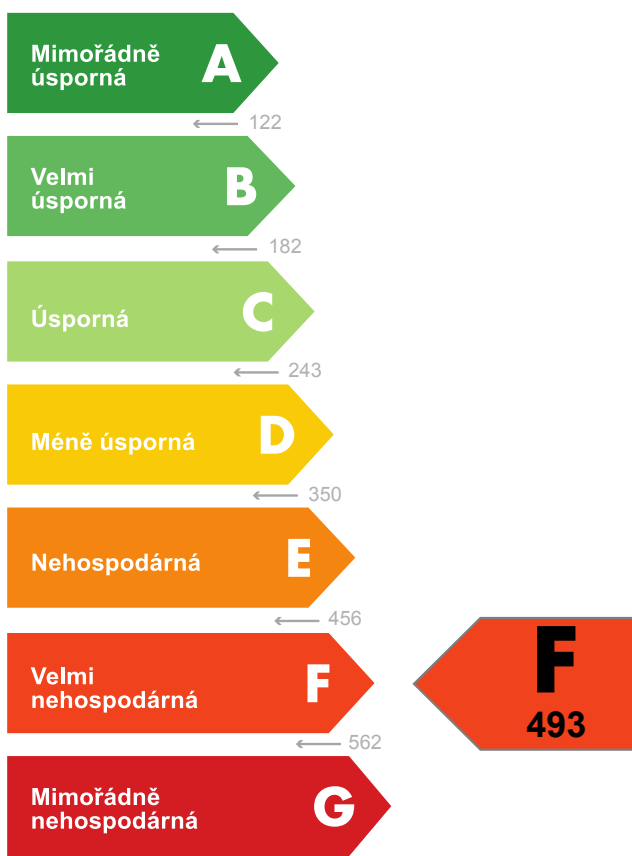 Mimořádně
úsporná
A
122
Velmi
úsporná
B
182
Úsporná
C
243
Méně úsporná
D
350
Nehospodárná
E
456
Velmi
nehospodárná
F
F
493
562
Mimořádně
nehospodárná
G